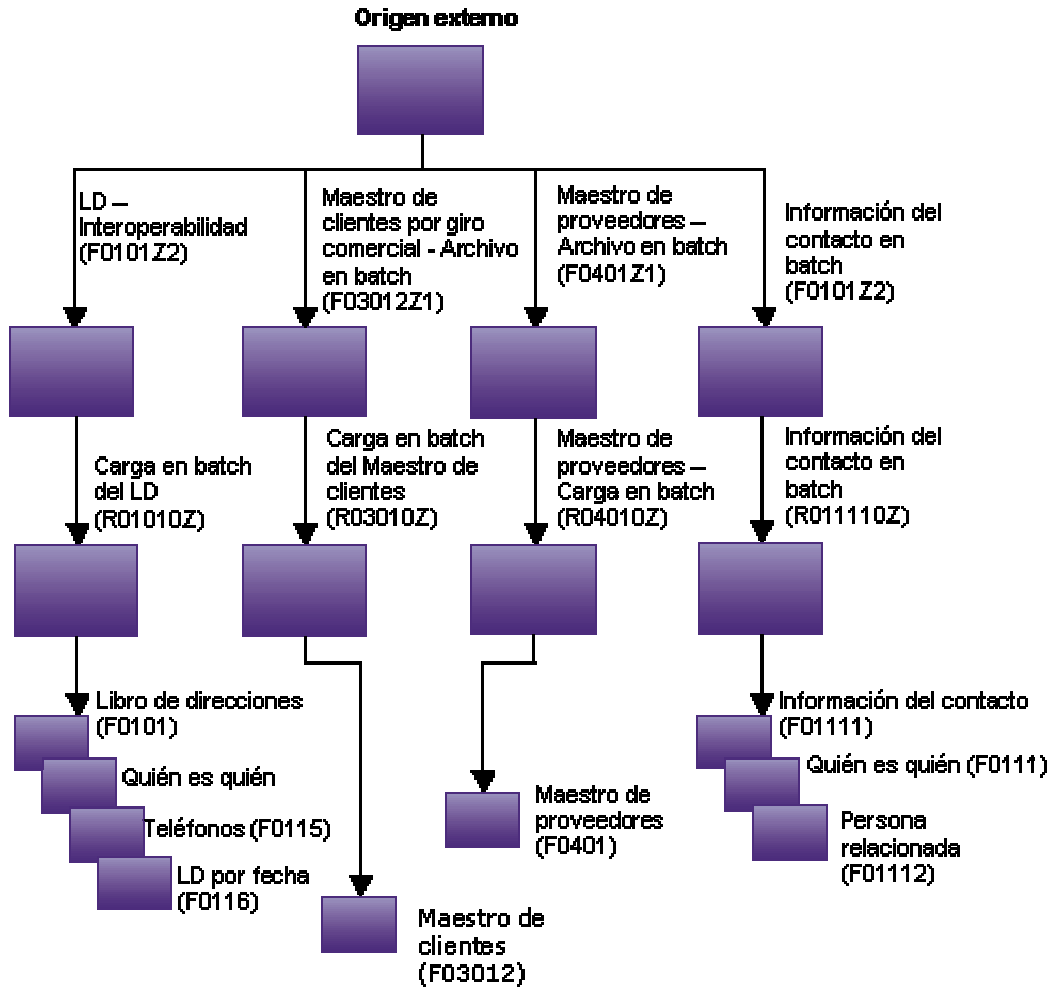 Origen externo
LD –
Interoperabilidad
(F0101Z2)
Maestro de
clientes por giro
comercial - Archivo
en batch
(F03012Z1)
Maestro de
proveedores –
Archivo en batch
(F0401Z1)
Información del
contacto en
batch
(F0101Z2)
Carga en batch
del LD
(R01010Z)
Carga en batch
del Maestro de
clientes
(R03010Z)
Maestro de
proveedores –
Carga en batch
(R04010Z)
Información del
contacto en
batch
(R011110Z)
Libro de direcciones
(F0101)
Quién es quién
Teléfonos (F0115)
LD por fecha
(F0116)
Maestro de
clientes
(F03012)
Maestro de
proveedores
(F0401)
Información del contacto
(F01111)
Quién es quién (F0111)
Persona
relacionada
(F01112)